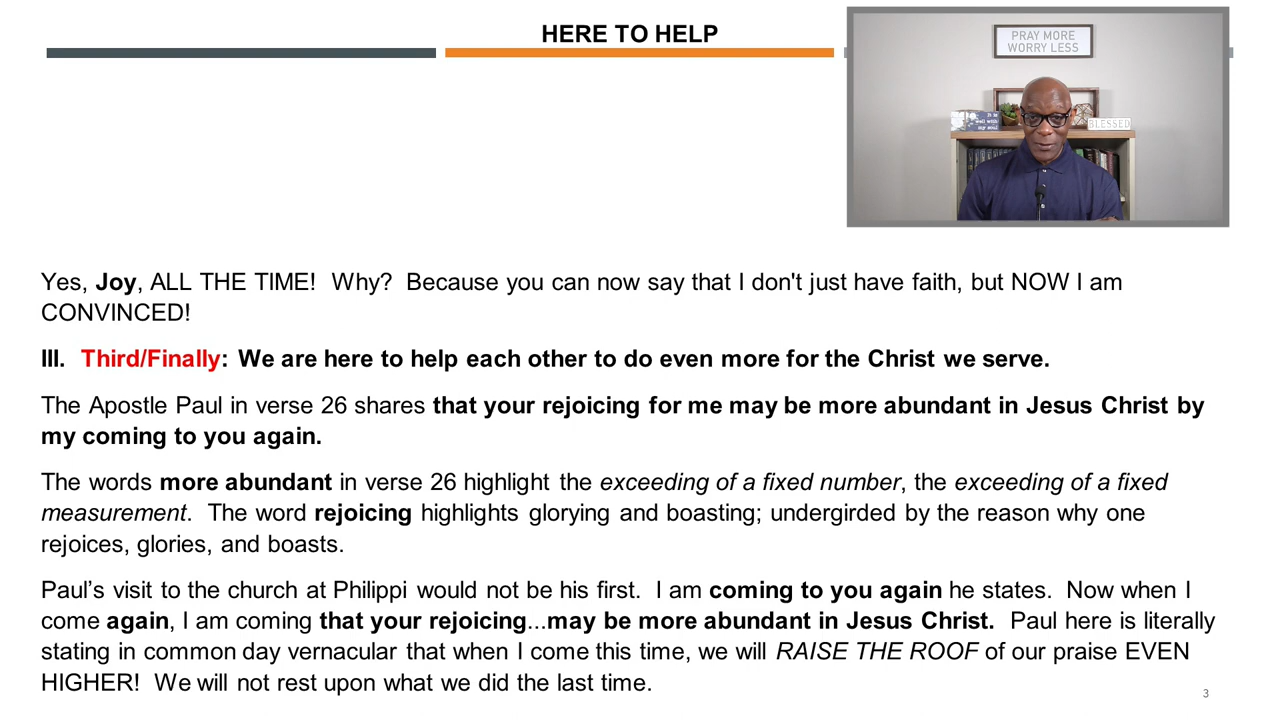 HERE TO HELP
PRAY MORE
WORRY LESS
It is
well with
my soul
BLESSED
Yes, Joy, ALL THE TIME!  Why?  Because you can now say that I don't just have faith, but NOW I am
CONVINCED!
III.  Third/Finally:  We are here to help each other to do even more for the Christ we serve.
The Apostle Paul in verse 26 shares that your rejoicing for me may be more abundant in Jesus Christ by
my coming to you again.
The words more abundant in verse 26 highlight the exceeding of a fixed number, the exceeding of a fixed
measurement.  The word rejoicing highlights glorying and boasting; undergirded by the reason why one
rejoices, glories, and boasts.
Paul’s visit to the church at Philippi would not be his first.  I am coming to you again he states.  Now when I
come again, I am coming that your rejoicing...may be more abundant in Jesus Christ.  Paul here is literally
stating in common day vernacular that when I come this time, we will RAISE THE ROOF of our praise EVEN
HIGHER!  We will not rest upon what we did the last time.
3